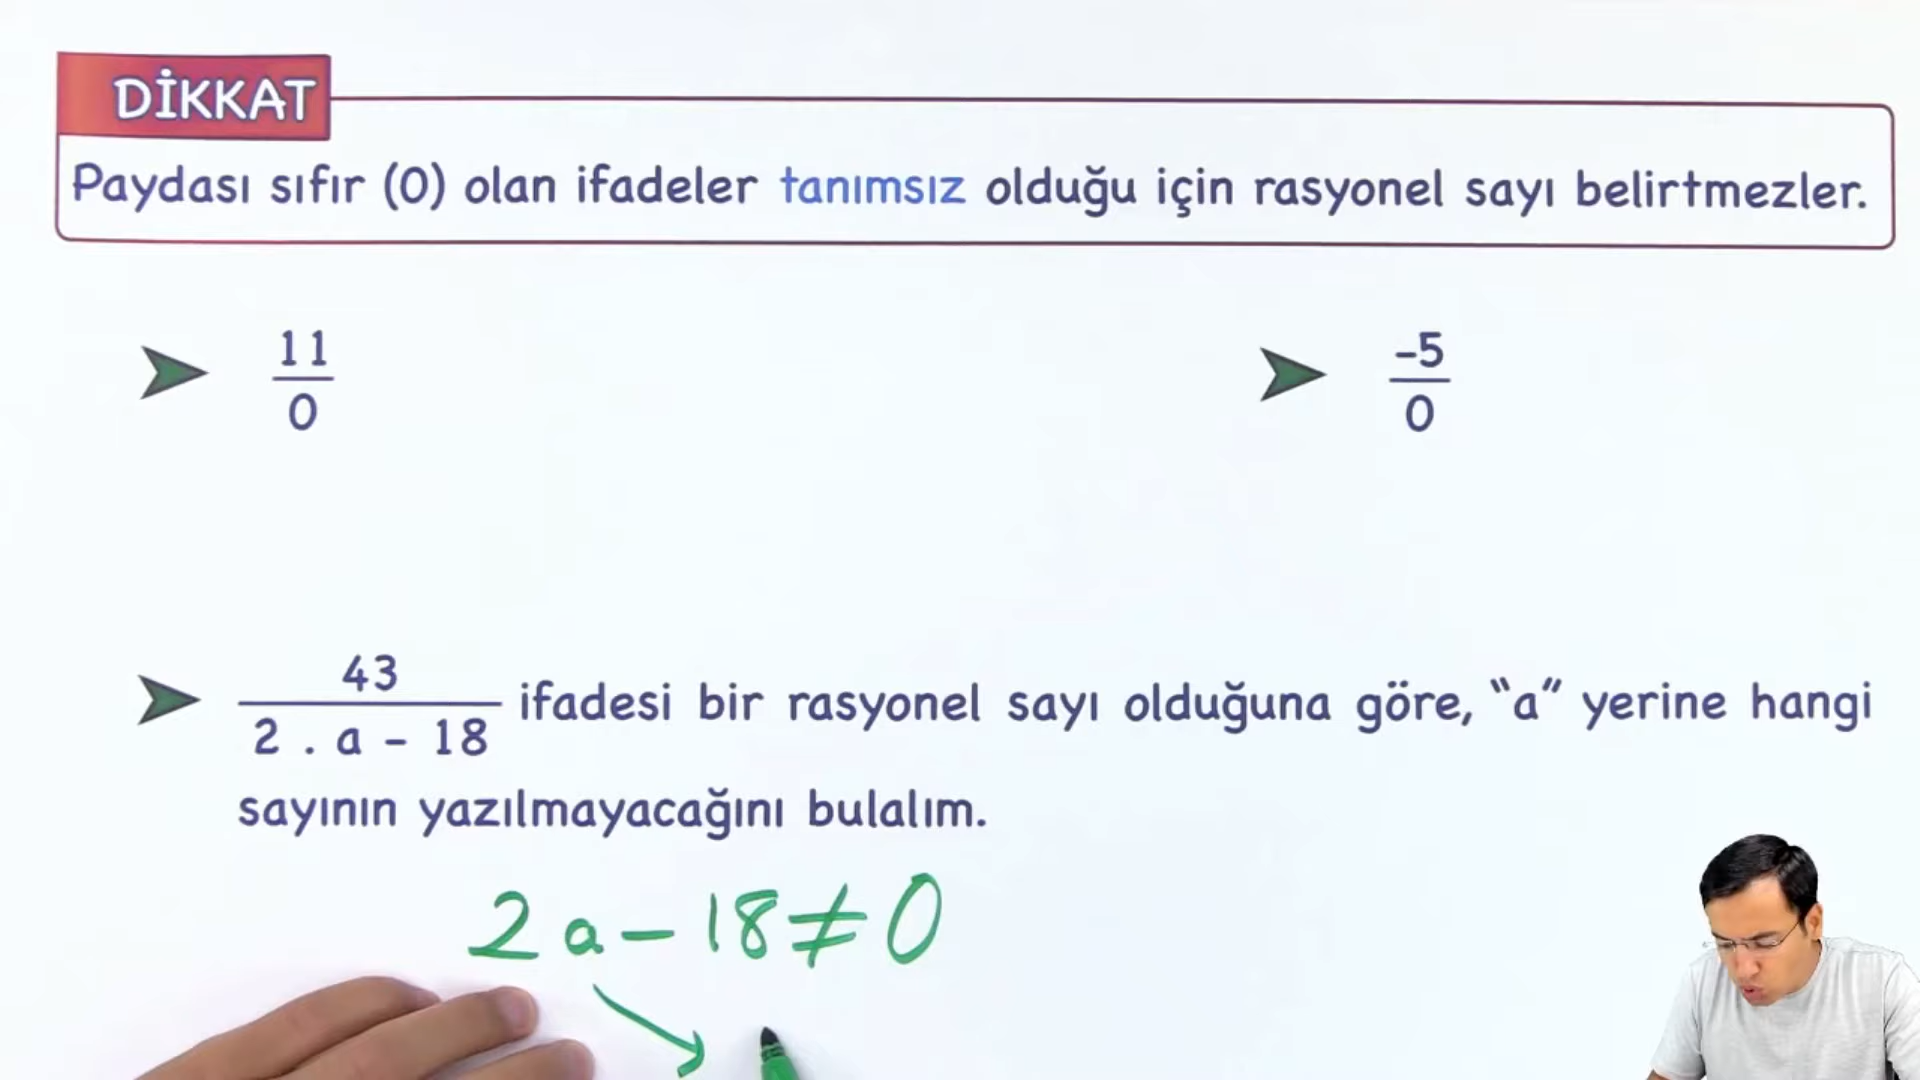 DİKKAT
Paydası sıfır (0) olan ifadeler tanımsız olduğu için rasyonel sayı belirtmezler.
11
0
-5
0
43
2 . a - 18
ifadesi bir rasyonel sayı olduğuna göre, “a” yerine hangi
sayının yazılmayacağını bulalım.
2a-18≠0